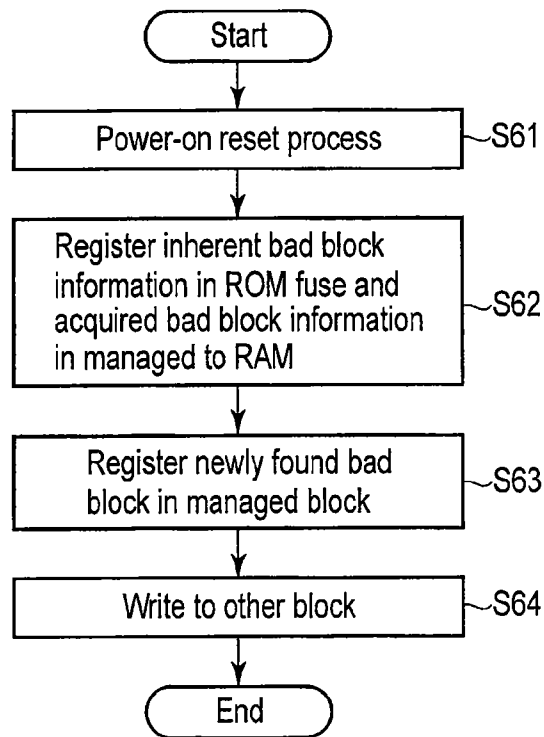 Start
Power-on reset process
S61
Register inherent bad block
information in ROM fuse and
acquired bad block information
in managed to RAM
S62
Register newly found bad
block in managed block
S63
Write to other block
S64
End